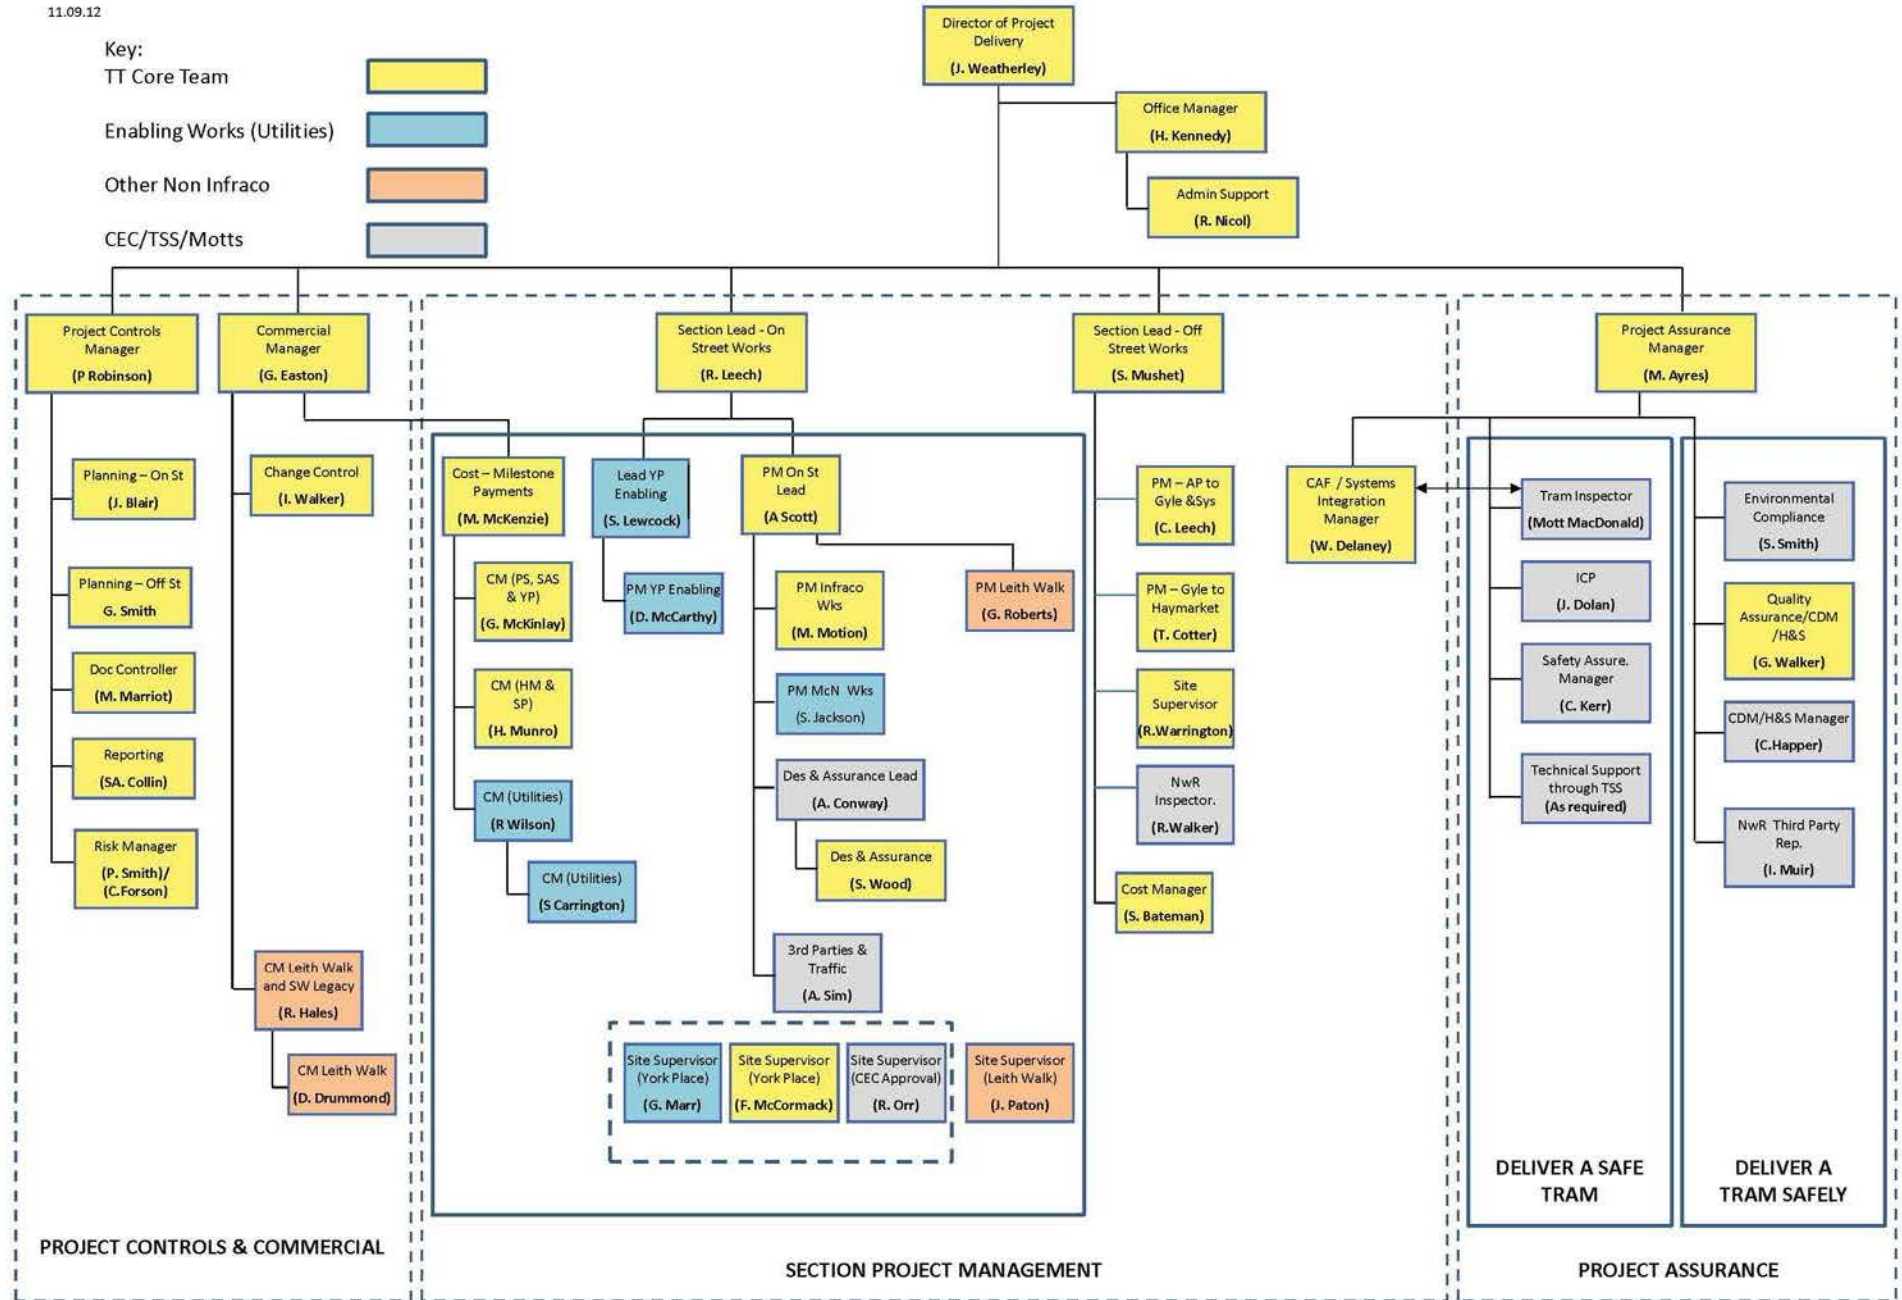 11.09.12
Key:
TT Core Team
Enabling Works (Utilities)
Other Non Infraco
CEC/TSS/Motts
Director of Project
Delivery
(J. Weatherley)
Office Manager
(H. Kennedy)
Admin Support
(R. Nicol)
Project Controls
Manager
(P Robinson)
Commercial
Manager
(G. Easton)
Section Lead - On
Street Works
(R. Leech)
Section Lead - Off
Street Works
(S. Mushet)
Project Assurance
Manager
(M. Ayres)
Planning – On St
(J. Blair)
Planning – Off St
G. Smith
Doc Controller
(M. Marriot)
Reporting
(SA. Collin)
Risk Manager
(P. Smith)/
(C.Forson)
Change Control
(I. Walker)
CM Leith Walk
and SW Legacy
(R. Hales)
CM Leith Walk
(D. Drummond)
PROJECT CONTROLS & COMMERCIAL
Cost – Milestone
Payments
(M. McKenzie)
CM (PS, SAS
& YP)
(G. McKinlay)
CM (HM &
SP)
(H. Munro)
CM (Utilities)
(R Wilson)
CM (Utilities)
(S Carrington)
Lead YP
Enabling
(S. Lewcock)
PM YP Enabling
(D. McCarthy)
PM On St
Lead
(A Scott)
PM Infraco
Wks
(M. Motion)
PM McN Wks
(S. Jackson)
Des & Assurance Lead
(A. Conway)
Des & Assurance
(S. Wood)
3rd Parties &
Traffic
(A. Sim)
PM Leith Walk
(G. Roberts)
Site Supervisor
(York Place)
(G. Marr)
Site Supervisor
(York Place)
(F. McCormack)
Site Supervisor
(CEC Approval)
(R. Orr)
Site Supervisor
(Leith Walk)
(J. Paton)
PM – AP to
Gyle &Sys
(C. Leech)
PM – Gyle to
Haymarket
(T. Cotter)
Site
Supervisor
(R.Warrington)
NwR
Inspector.
(R.Walker)
Cost Manager
(S. Bateman)
SECTION PROJECT MANAGEMENT
CAF / Systems
Integration
Manager
(W. Delaney)
Tram Inspector
(Mott MacDonald)
ICP
(J. Dolan)
Safety Assure.
Manager
(C. Kerr)
Technical Support
through TSS
(As required)
DELIVER A SAFE
TRAM
Environmental
Compliance
(S. Smith)
Quality
Assurance/CDM
/H&S
(G. Walker)
CDM/H&S Manager
(C.Happer)
NwR Third Party
Rep.
(I. Muir)
DELIVER A
TRAM SAFELY
PROJECT ASSURANCE